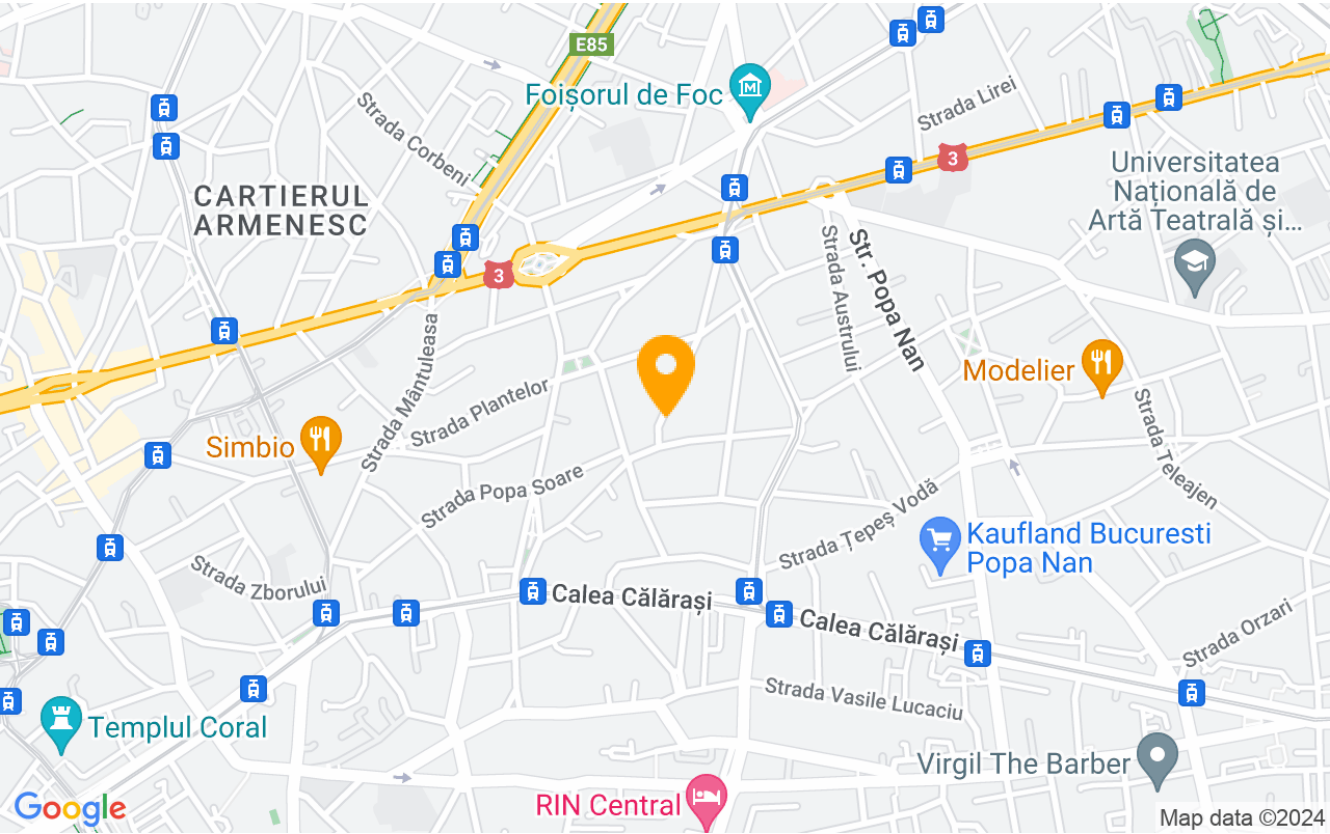 E85
Foișorul de Foc
Strada Lirei
Strada Corbeni
3
Universitatea
Națională de
Artă Teatrală și...
CARTIERUL
ARMENESC
3
Strada Austrului
Str. Popa Nan
Strada Mântuleasa
Modelier
Strada Plantelor
Simbio
Strada Teleajen
Strada Popa Soare
Strada Țepeș Vodă
Kaufland Bucuresti
Popa Nan
Strada Zborului
Calea Călărași
Calea Călărași
Strada Orzari
Strada Vasile Lucaciu
Templul Coral
Virgil The Barber
RIN Central
Google
Map data ©2024